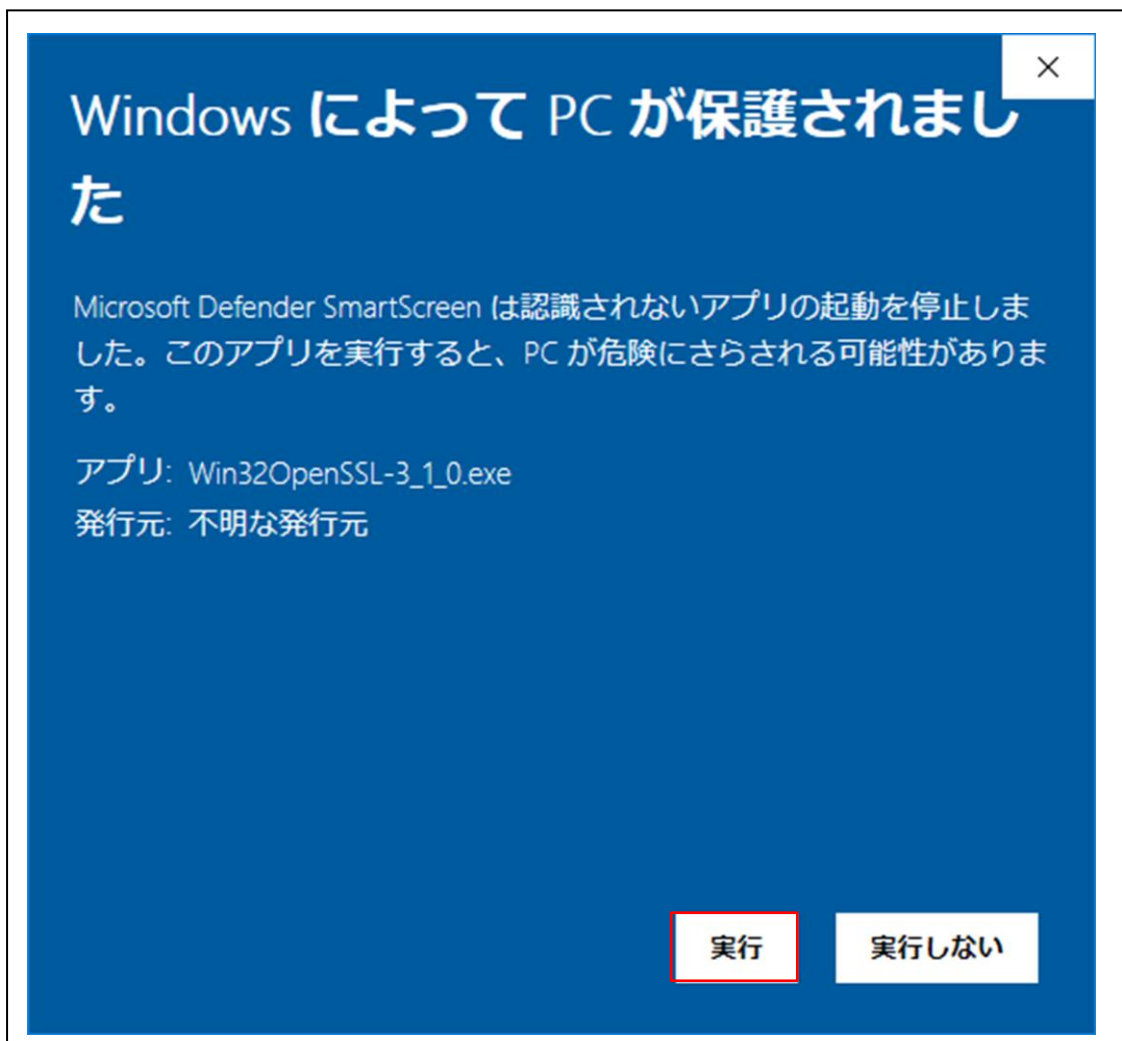 Windows によって PC が保護されまし
た
Microsoft Defender SmartScreen は認識されないアプリの起動を停止しま
した。このアプリを実行すると、PC が危険にさらされる可能性がありま
す。
アプリ: Win32OpenSSL-3_1_0.exe
発行元: 不明な発行元
実行 実行しない